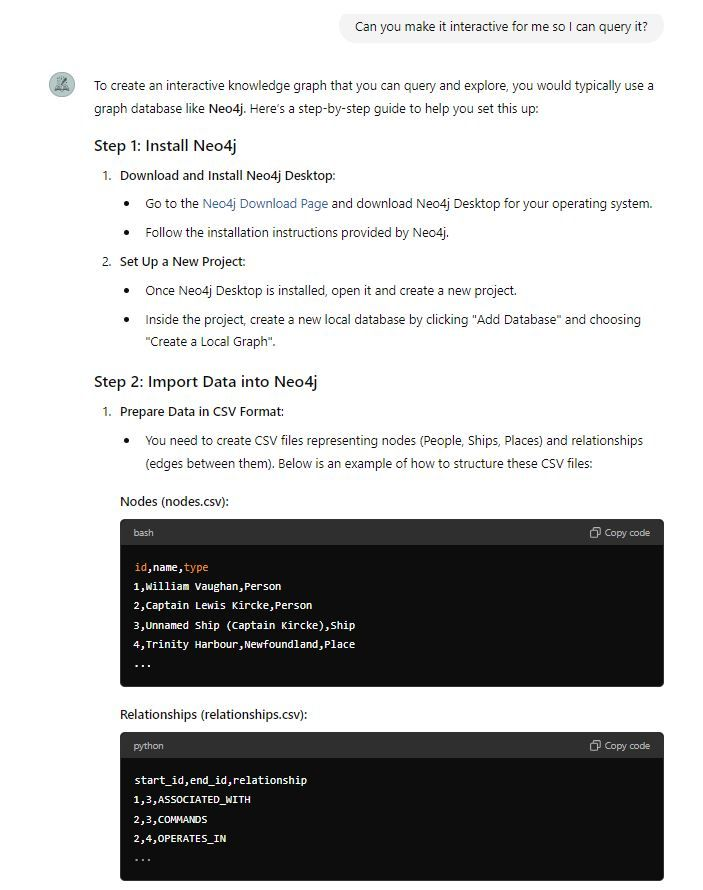 Can you make it interactive for me so I can query it?
To create an interactive knowledge graph that you can query and explore, you would typically use a
graph database like Neo4j. Here's a step-by-step guide to help you set this up:
Step 1: Install Neo4j
1. Download and Install Neo4j Desktop:
• Go to the Neo4j Download Page and download Neo4j Desktop for your operating system.
• Follow the installation instructions provided by Neo4j.
2. Set Up a New Project:
• Once Neo4j Desktop is installed, open it and create a new project.
• Inside the project, create a new local database by clicking "Add Database" and choosing
"Create a Local Graph".
Step 2: Import Data into Neo4j
1. Prepare Data in CSV Format:
• You need to create CSV files representing nodes (People, Ships, Places) and relationships
(edges between them). Below is an example of how to structure these CSV files:
Nodes (nodes.csv):
bash Copy code
id,name,type
1,William Vaughan,Person
2,Captain Lewis Kircke,Person
3,Unnamed Ship (Captain Kircke),Ship
4,Trinity Harbour,Newfoundland,Place
...
Relationships (relationships.csv):
python Copy code
start_id,end_id,relationship
1,3,ASSOCIATED_WITH
2,3,COMMANDS
2,4,OPERATES_IN
...